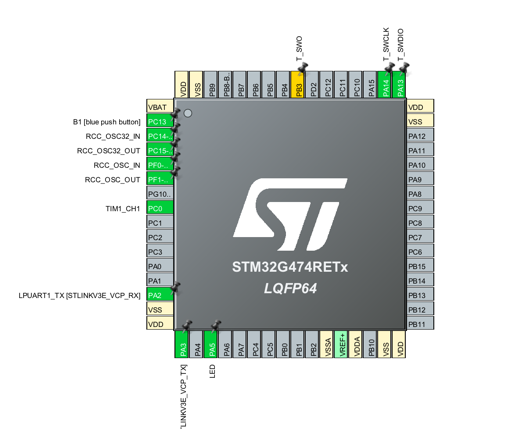 T_SWO
T_SWCLK
T_SWDIO
VDD
VSS
PB9
PB8-B..
PB7
PB6
PB5
PB4
PB3
PD2
PC12
PC11
PC10
PA15
PA14
PA13
VBAT
B1 [blue push button] PC13
RCC_OSC32_IN PC14-..
RCC_OSC32_OUT PC15-..
RCC_OSC_IN PF0-..
RCC_OSC_OUT PF1-..
PG10..
TIM1_CH1 PC0
PC1
PC2
PC3
PA0
PA1
LPUART1_TX [STLINKV3E_VCP_RX] PA2
VSS
VDD
VDD
VSS
PA12
PA11
PA10
PA9
PA8
PC9
PC8
PC7
PC6
PB15
PB14
PB13
PB12
PB11
ST
STM32G474RETx
LQFP64
PA3
PA4
PA5
PA6
PA7
PC4
PC5
PB0
PB1
PB2
VSSA
VREF+
VDDA
PB10
VSS
VDD
TLINKV3E_VCP_TX]
LED